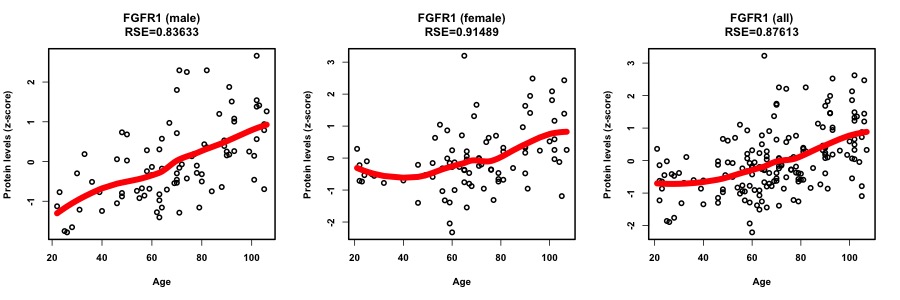 FGFR1 (male)
RSE=0.83633
Protein levels (z-score)
2
1
0
-1
20 40 60 80 100
Age
FGFR1 (female)
RSE=0.91489
Protein levels (z-score)
3
2
1
0
-1
-2
20 40 60 80 100
Age
FGFR1 (all)
RSE=0.87613
Protein levels (z-score)
3
2
1
0
-1
-2
20 40 60 80 100
Age